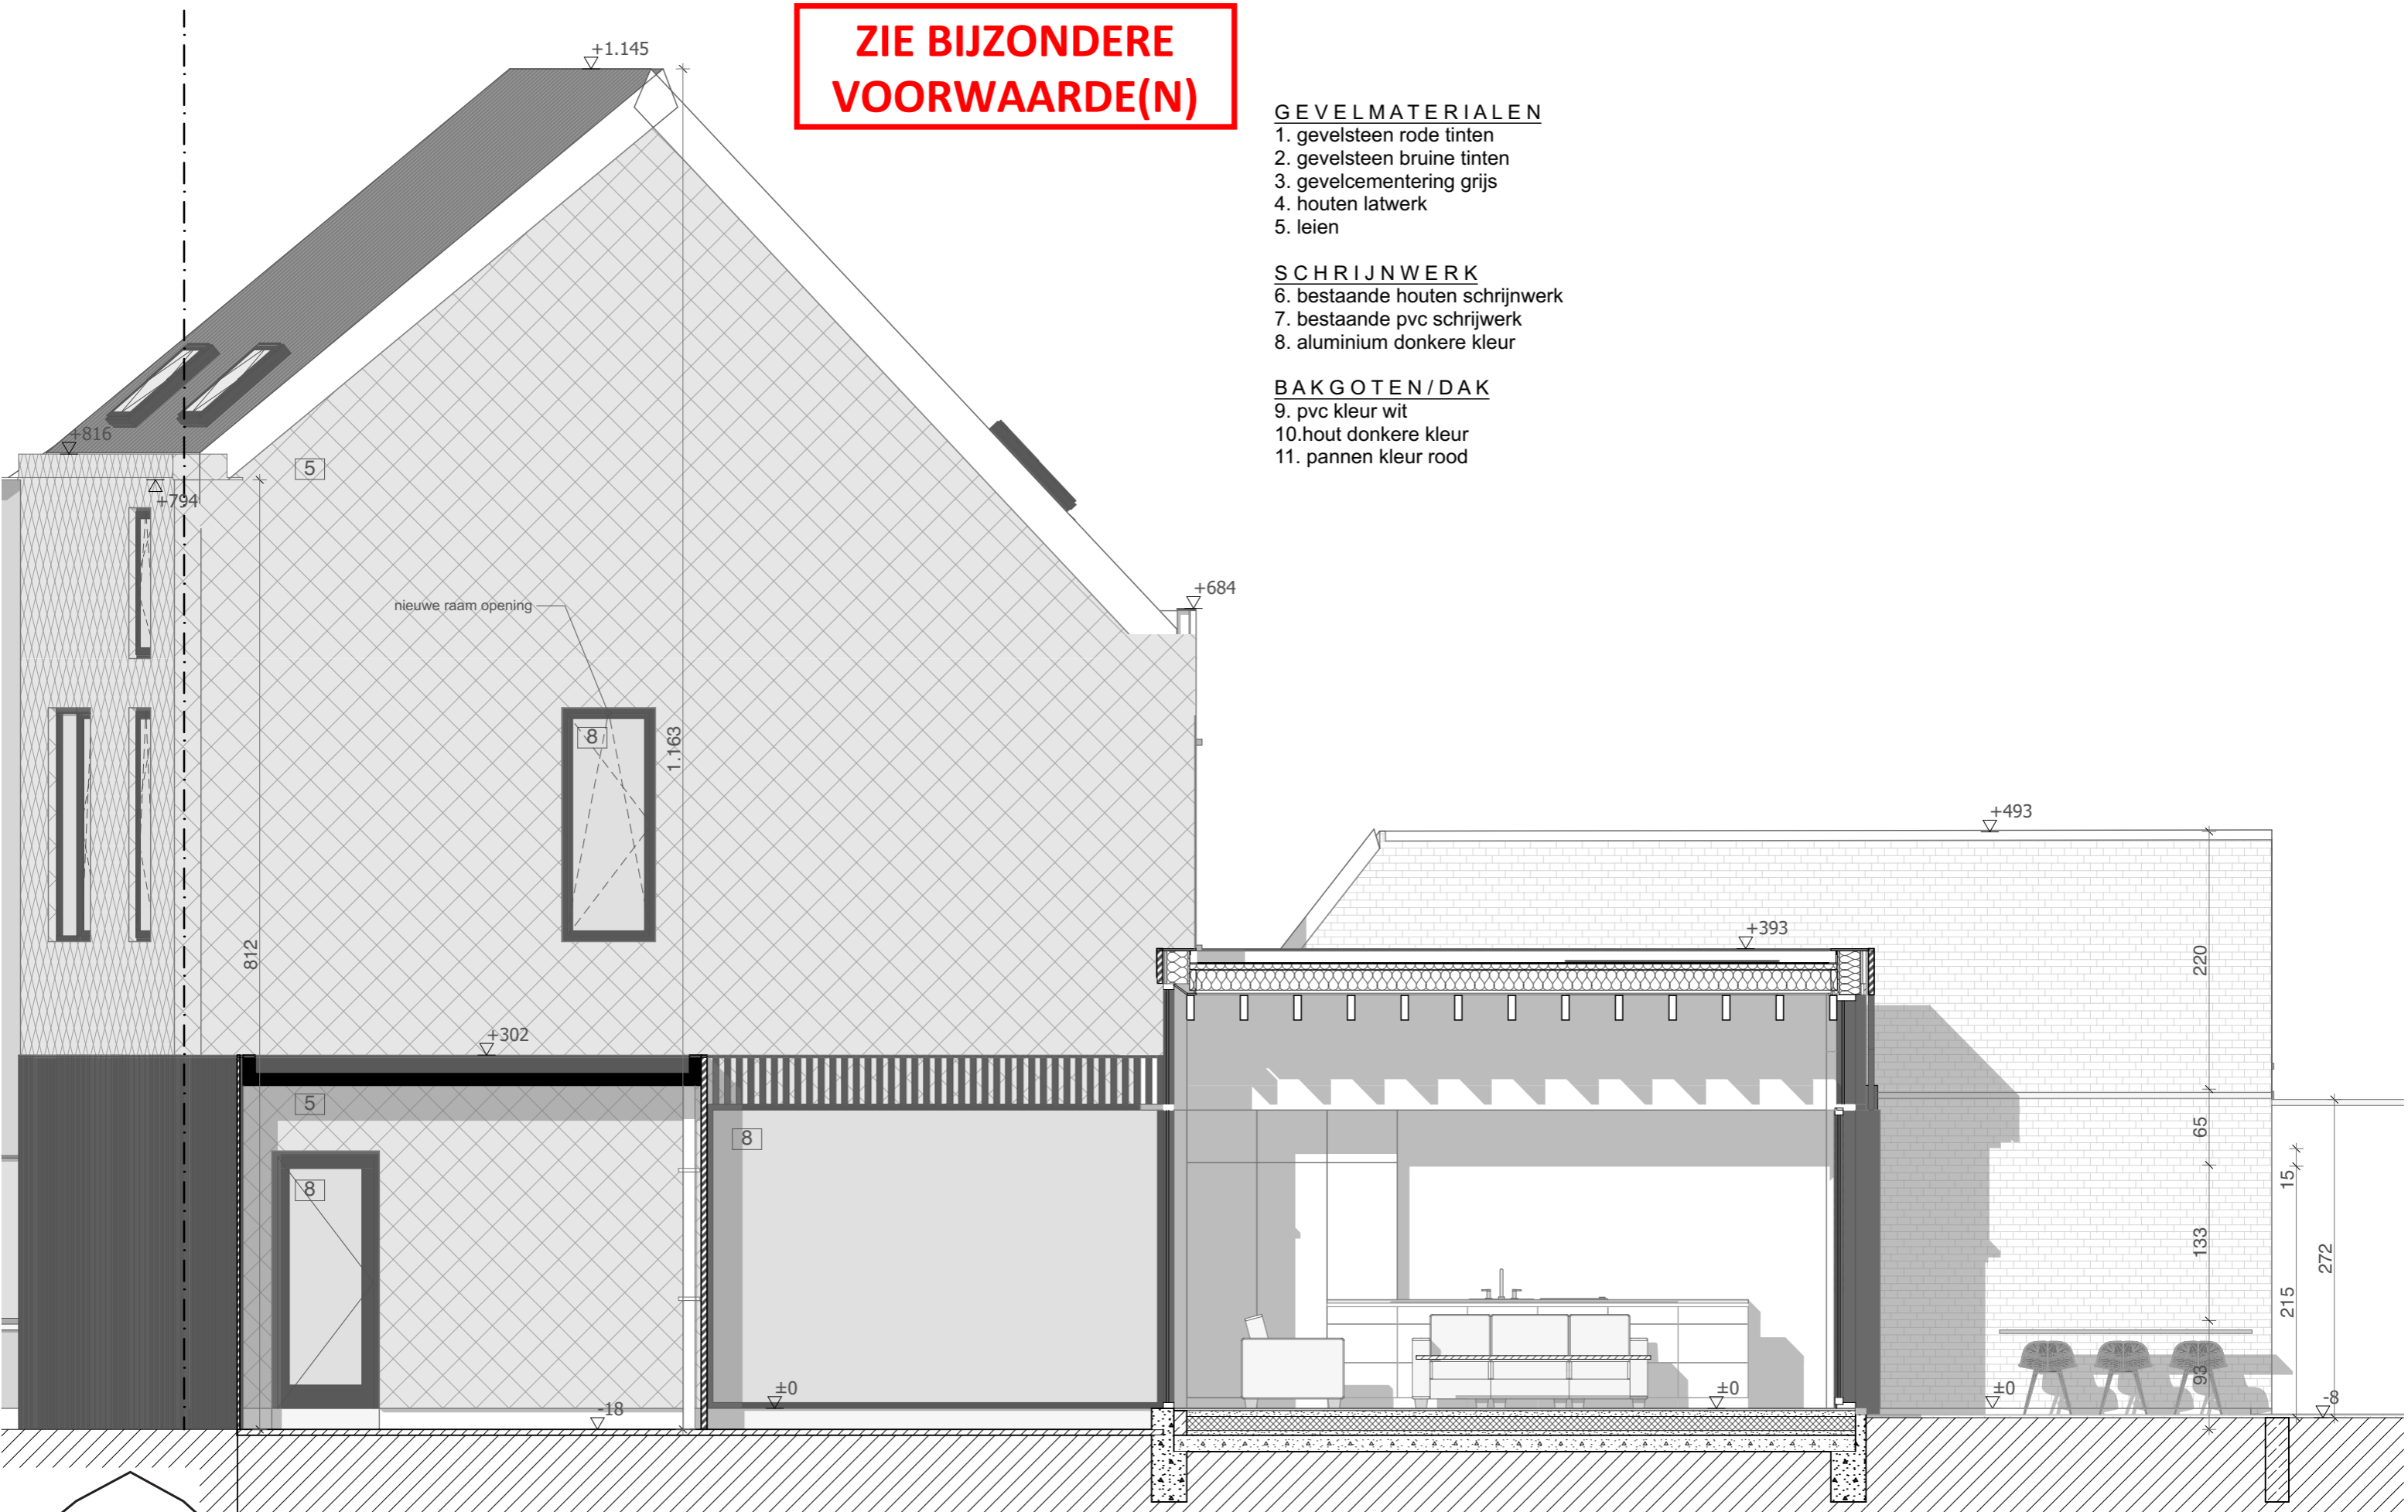 ZIE BIJZONDERE
VOORWAARDE(N)
GEVELMATERIALEN
1. gevelsteen rode tinten
2. gevelsteen bruine tinten
3. gevelcementering grijs
4. houten latwerk
5. leien
SCHRIJNWERK
6. bestaande houten schrijnwerk
7. bestaande pvc schrijwerk
8. aluminium donkere kleur
BAKGOTEN/DAK
9. pvc kleur wit
10.hout donkere kleur
11. pannen kleur rood
+1.145
+816
+794
5
nieuwe raam opening
8
1.163
+684
812
+302
5
8
8
-18
±0
+493
+393
220
65
15
133
215
272
93
±0
±0
-8